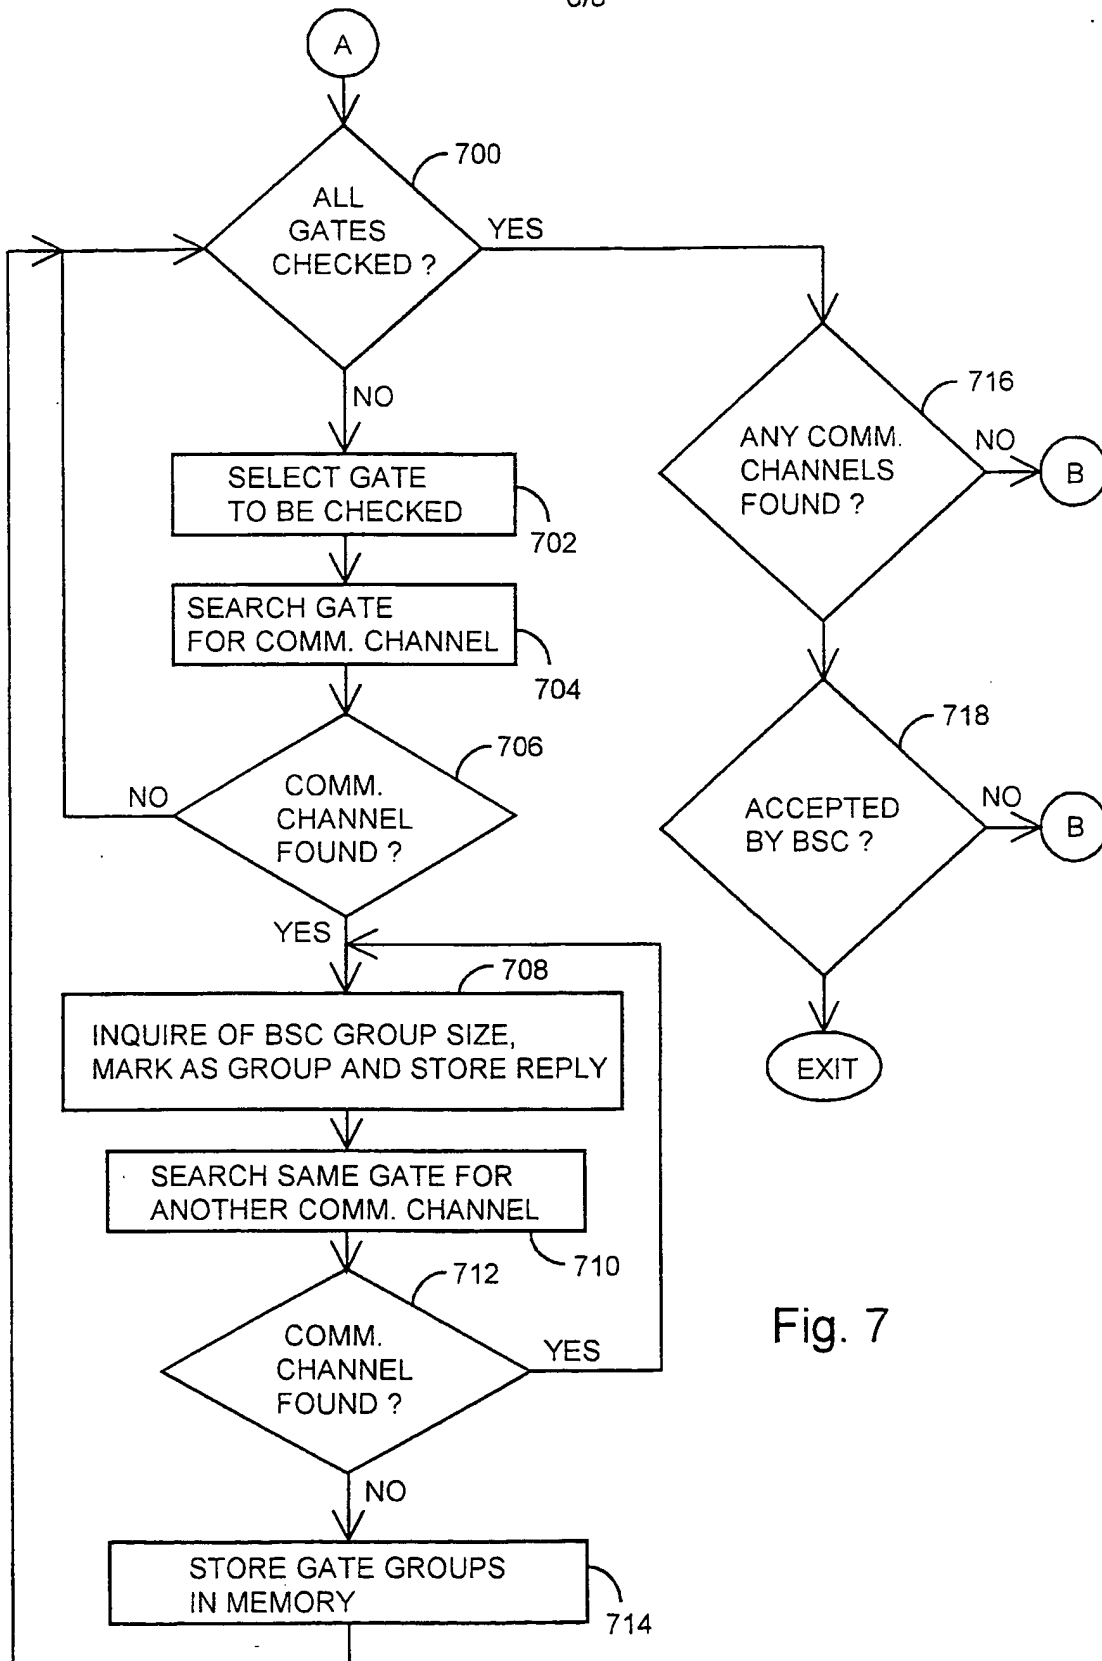 A
700
ALL
GATES
CHECKED ?
YES
NO
716
ANY COMM.
CHANNELS
FOUND ?
NO
B
SELECT GATE
TO BE CHECKED
702
SEARCH GATE
FOR COMM. CHANNEL
704
706
COMM.
CHANNEL
FOUND ?
NO
YES
718
ACCEPTED
BY BSC ?
NO
B
EXIT
708
INQUIRE OF BSC GROUP SIZE,
MARK AS GROUP AND STORE REPLY
SEARCH SAME GATE FOR
ANOTHER COMM. CHANNEL
710
712
COMM.
CHANNEL
FOUND ?
YES
NO
STORE GATE GROUPS
IN MEMORY
714
Fig. 7